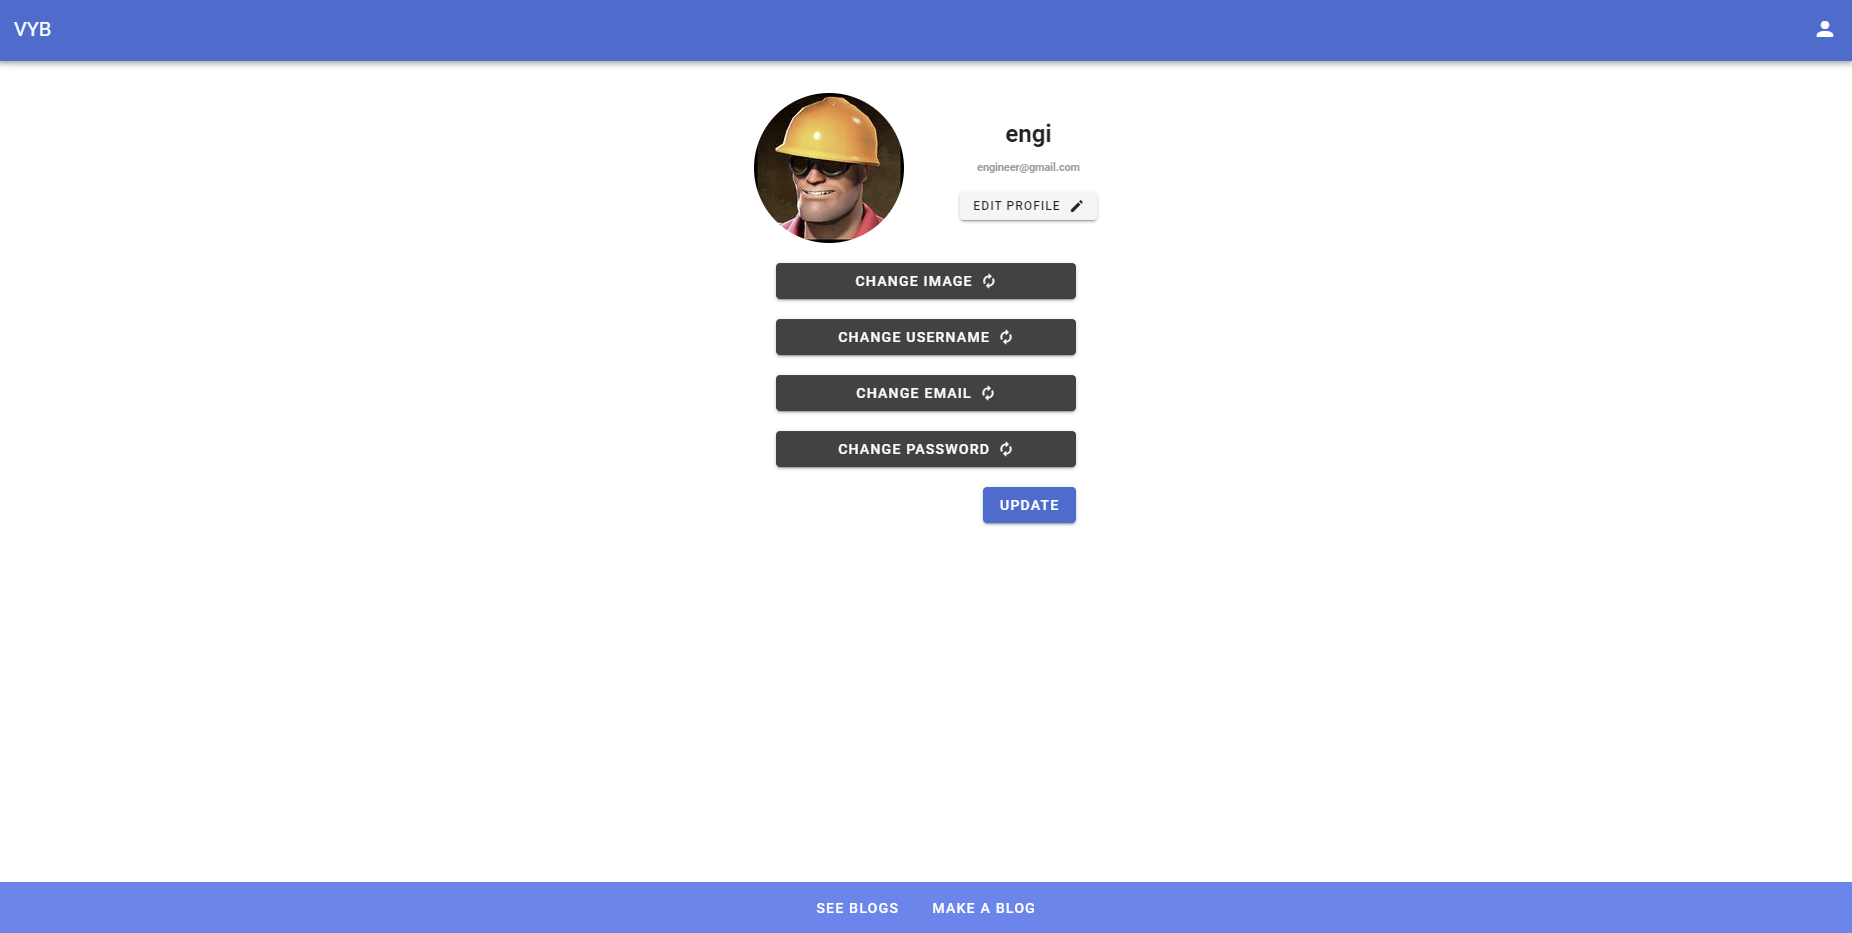 VYB
engi
engineer@gmail.com
EDIT PROFILE
CHANGE IMAGE
CHANGE USERNAME
CHANGE EMAIL
CHANGE PASSWORD
UPDATE
SEE BLOGS MAKE A BLOG